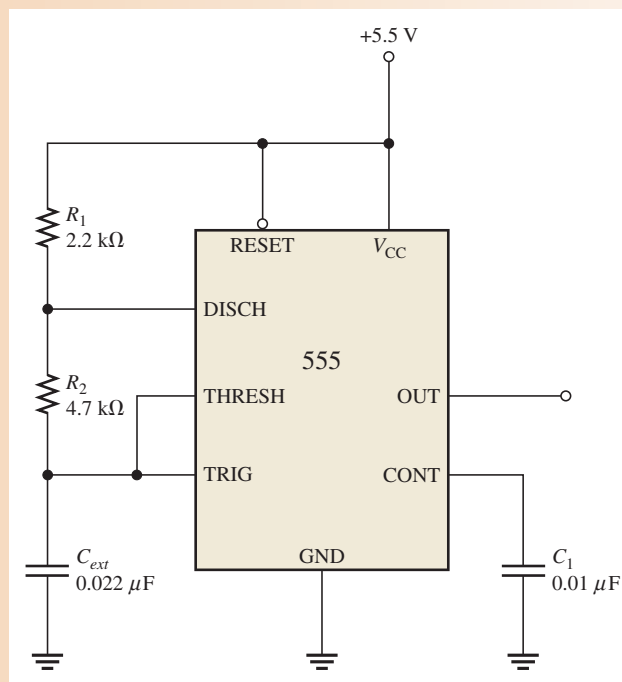 +5.5 V
R1
2.2 kΩ
RESET
VCC
DISCH
555
R2
4.7 kΩ
THRESH
OUT
TRIG
CONT
GND
Cext
0.022 μF
C1
0.01 μF